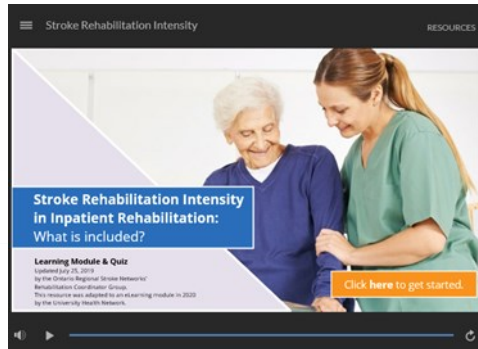 Stroke Rehabilitation Intensity
RESOURCES
Stroke Rehabilitation Intensity
in Inpatient Rehabilitation:
What is included?
Learning Module & Quiz
Updated July 25, 2019
by the Ontario Regional Stroke Networks'
Rehabilitation Coordinator Group.
This resource was adapted to an eLearning module in 2020
by the University Health Network.
Click here to get started.